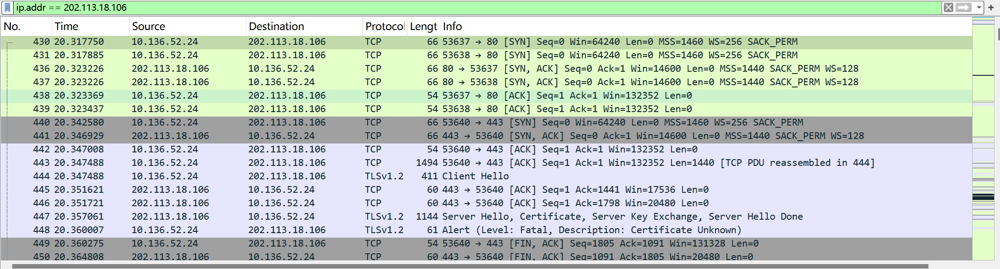 ip.addr == 202.113.18.106
No. Time Source Destination Protocol Lengt Info
430 20.317750 10.136.52.24 202.113.18.106 TCP 66 53637 → 80 [SYN] Seq=0 Win=64240 Len=0 MSS=1460 WS=256 SACK_PERM
431 20.317885 10.136.52.24 202.113.18.106 TCP 66 53638 → 80 [SYN] Seq=0 Win=64240 Len=0 MSS=1460 WS=256 SACK_PERM
436 20.323226 202.113.18.106 10.136.52.24 TCP 66 80 → 53637 [SYN, ACK] Seq=0 Ack=1 Win=14600 Len=0 MSS=1440 SACK_PERM WS=128
437 20.323226 202.113.18.106 10.136.52.24 TCP 66 80 → 53638 [SYN, ACK] Seq=0 Ack=1 Win=14600 Len=0 MSS=1440 SACK_PERM WS=128
438 20.323369 10.136.52.24 202.113.18.106 TCP 54 53637 → 80 [ACK] Seq=1 Ack=1 Win=132352 Len=0
439 20.323437 10.136.52.24 202.113.18.106 TCP 54 53638 → 80 [ACK] Seq=1 Ack=1 Win=132352 Len=0
440 20.342580 10.136.52.24 202.113.18.106 TCP 66 53640 → 443 [SYN] Seq=0 Win=64240 Len=0 MSS=1460 WS=256 SACK_PERM
441 20.346929 202.113.18.106 10.136.52.24 TCP 66 443 → 53640 [SYN, ACK] Seq=0 Ack=1 Win=14600 Len=0 MSS=1440 SACK_PERM WS=128
442 20.347008 10.136.52.24 202.113.18.106 TCP 54 53640 → 443 [ACK] Seq=1 Ack=1 Win=132352 Len=0
443 20.347488 10.136.52.24 202.113.18.106 TCP 1494 53640 → 443 [ACK] Seq=1 Ack=1 Win=132352 Len=1440 [TCP PDU reassembled in 444]
444 20.347488 10.136.52.24 202.113.18.106 TLSv1.2 411 Client Hello
445 20.351621 202.113.18.106 10.136.52.24 TCP 60 443 → 53640 [ACK] Seq=1 Ack=1441 Win=17536 Len=0
446 20.351721 202.113.18.106 10.136.52.24 TCP 60 443 → 53640 [ACK] Seq=1 Ack=1798 Win=20480 Len=0
447 20.357061 202.113.18.106 10.136.52.24 TLSv1.2 1144 Server Hello, Certificate, Server Key Exchange, Server Hello Done
448 20.360007 10.136.52.24 202.113.18.106 TLSv1.2 61 Alert (Level: Fatal, Description: Certificate Unknown)
449 20.360275 10.136.52.24 202.113.18.106 TCP 54 53640 → 443 [FIN, ACK] Seq=1805 Ack=1091 Win=131328 Len=0
450 20.364808 202.113.18.106 10.136.52.24 TCP 60 443 → 53640 [FIN, ACK] Seq=1091 Ack=1805 Win=20480 Len=0